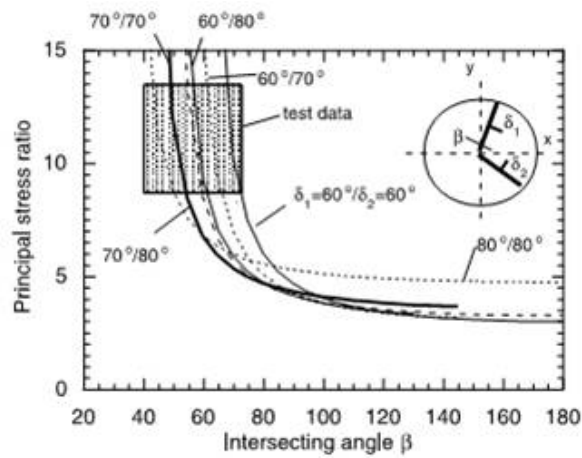 70°/70° 60°/80°
15
60°/70°
test data
10
δ₁=60°/δ₂=60°
70°/80°
80°/80°
5
0
20 40 60 80 100 120 140 160 180
Intersecting angle β
Principal stress ratio
y
δ₁
β
x
δ₂